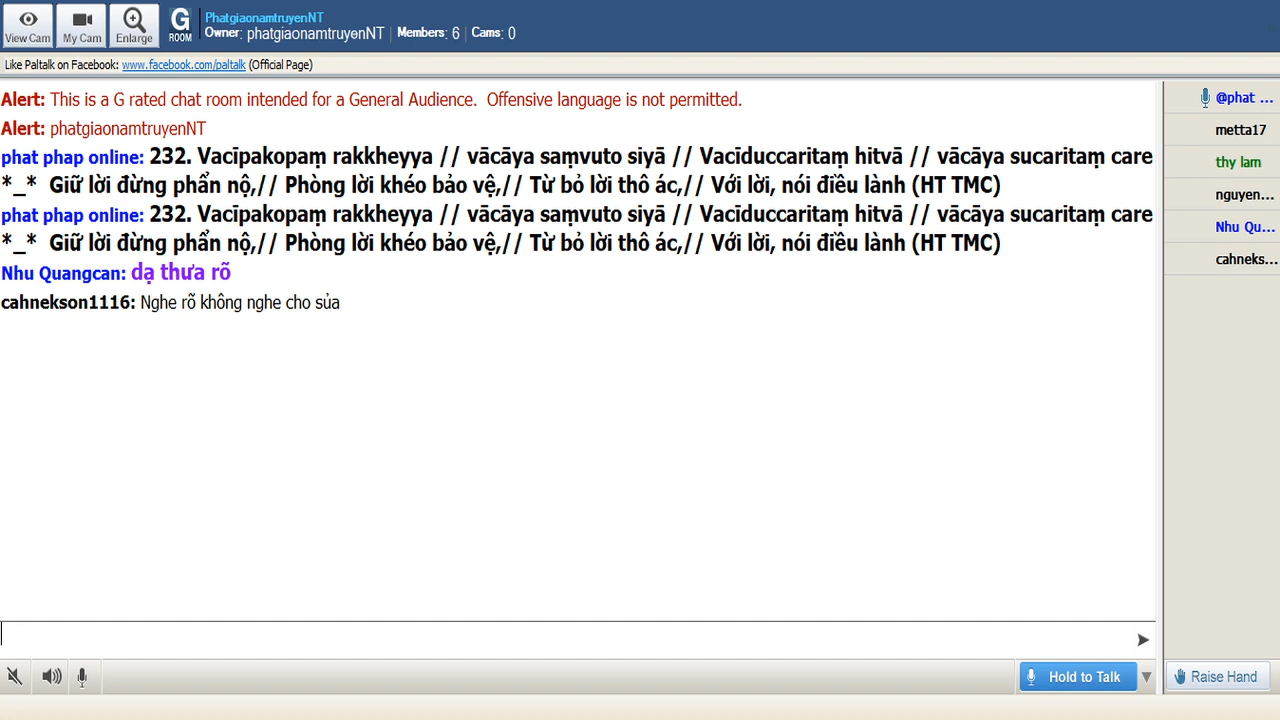 View Cam
My Cam
Enlarge
G
ROOM
PhatgiaonamtruyenNT
Owner: phatgiaonamtruyenNT Members: 6 Cams: 0
Like Paltalk on Facebook: www.facebook.com/paltalk (Official Page)
Alert: This is a G rated chat room intended for a General Audience. Offensive language is not permitted.
Alert: phatgiaonamtruyenNT
phat phap online: 232. Vacīpakopaṃ rakkheyya // vācāya saṃvuto siyā // Vacīduccaritaṃ hitvā // vācāya sucaritaṃ care
*_* Giữ lời đừng phẩn nộ,// Phòng lời khéo bảo vệ,// Từ bỏ lời thô ác,// Với lời, nói điều lành (HT TMC)
phat phap online: 232. Vacīpakopaṃ rakkheyya // vācāya saṃvuto siyā // Vacīduccaritaṃ hitvā // vācāya sucaritaṃ care
*_* Giữ lời đừng phẩn nộ,// Phòng lời khéo bảo vệ,// Từ bỏ lời thô ác,// Với lời, nói điều lành (HT TMC)
Nhu Quangcan: dạ thưa rõ
cahnekson1116: Nghe rõ không nghe cho sủa
@phat ...
metta17
thy lam
nguyen...
Nhu Qu...
cahneks...
Hold to Talk
Raise Hand